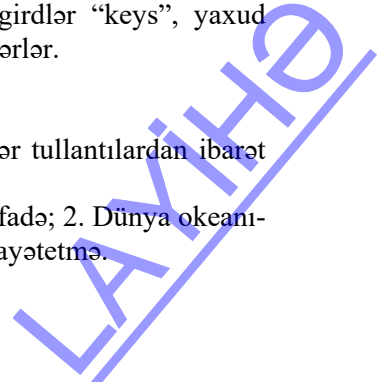 girdlər “keys”, yaxud
ərlər.
ər tullantılardan ibarət
fadə; 2. Dünya okeanı-
ayətetmə.
LAYİHƏ